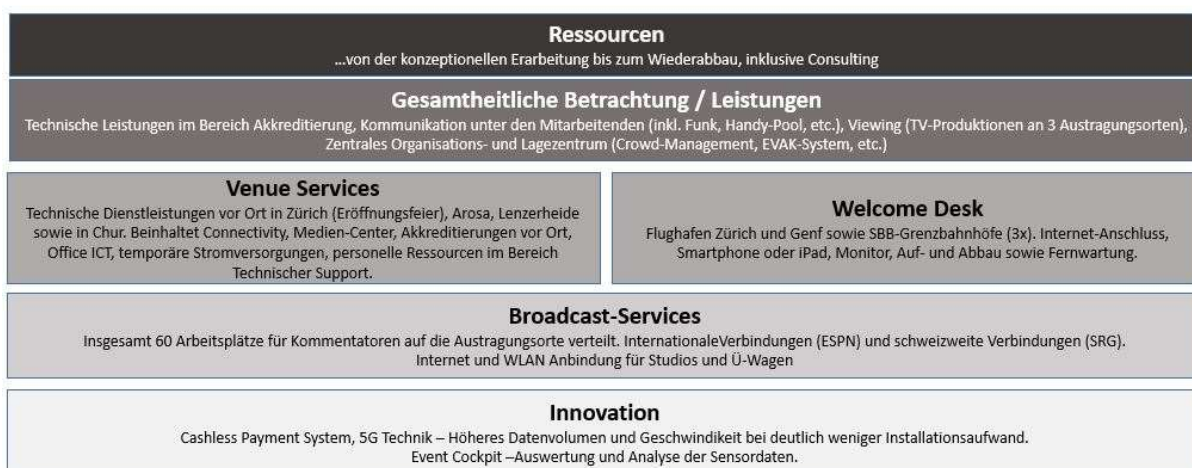 Ressourcen
...von der konzeptionellen Erarbeitung bis zum Wiederabbau, inklusive Consulting
Gesamtheitliche Betrachtung / Leistungen
Technische Leistungen im Bereich Akkreditierung, Kommunikation unter den Mitarbeitenden (inkl. Funk, Handy-Pool, etc.), Viewing (TV-Produktionen an 3 Austragungsorten),
Zentrales Organisations- und Lagezentrum (Crowd-Management, EVAK-System, etc.)
Venue Services
Technische Dienstleistungen vor Ort in Zürich (Eröffnungsfeier), Arosa, Lenzerheide
sowie in Chur. Beinhaltet Connectivity, Medien-Center, Akkreditierungen vor Ort,
Office ICT, temporäre Stromversorgungen, personelle Ressourcen im Bereich
Technischer Support.
Welcome Desk
Flughafen Zürich und Genf sowie SBB-Grenzbahnhöfe (3x). Internet-Anschluss,
Smartphone oder iPad, Monitor, Auf- und Abbau sowie Fernwartung.
Broadcast-Services
Insgesamt 60 Arbeitsplätze für Kommentatoren auf die Austragungsorte verteilt. InternationaleVerbindungen (ESPN) und schweizweite Verbindungen (SRG).
Internet und WLAN Anbindung für Studios und Ü-Wagen
Innovation
Cashless Payment System, 5G Technik – Höheres Datenvolumen und Geschwindikeit bei deutlich weniger Installationsaufwand.
Event Cockpit –Auswertung und Analyse der Sensordaten.